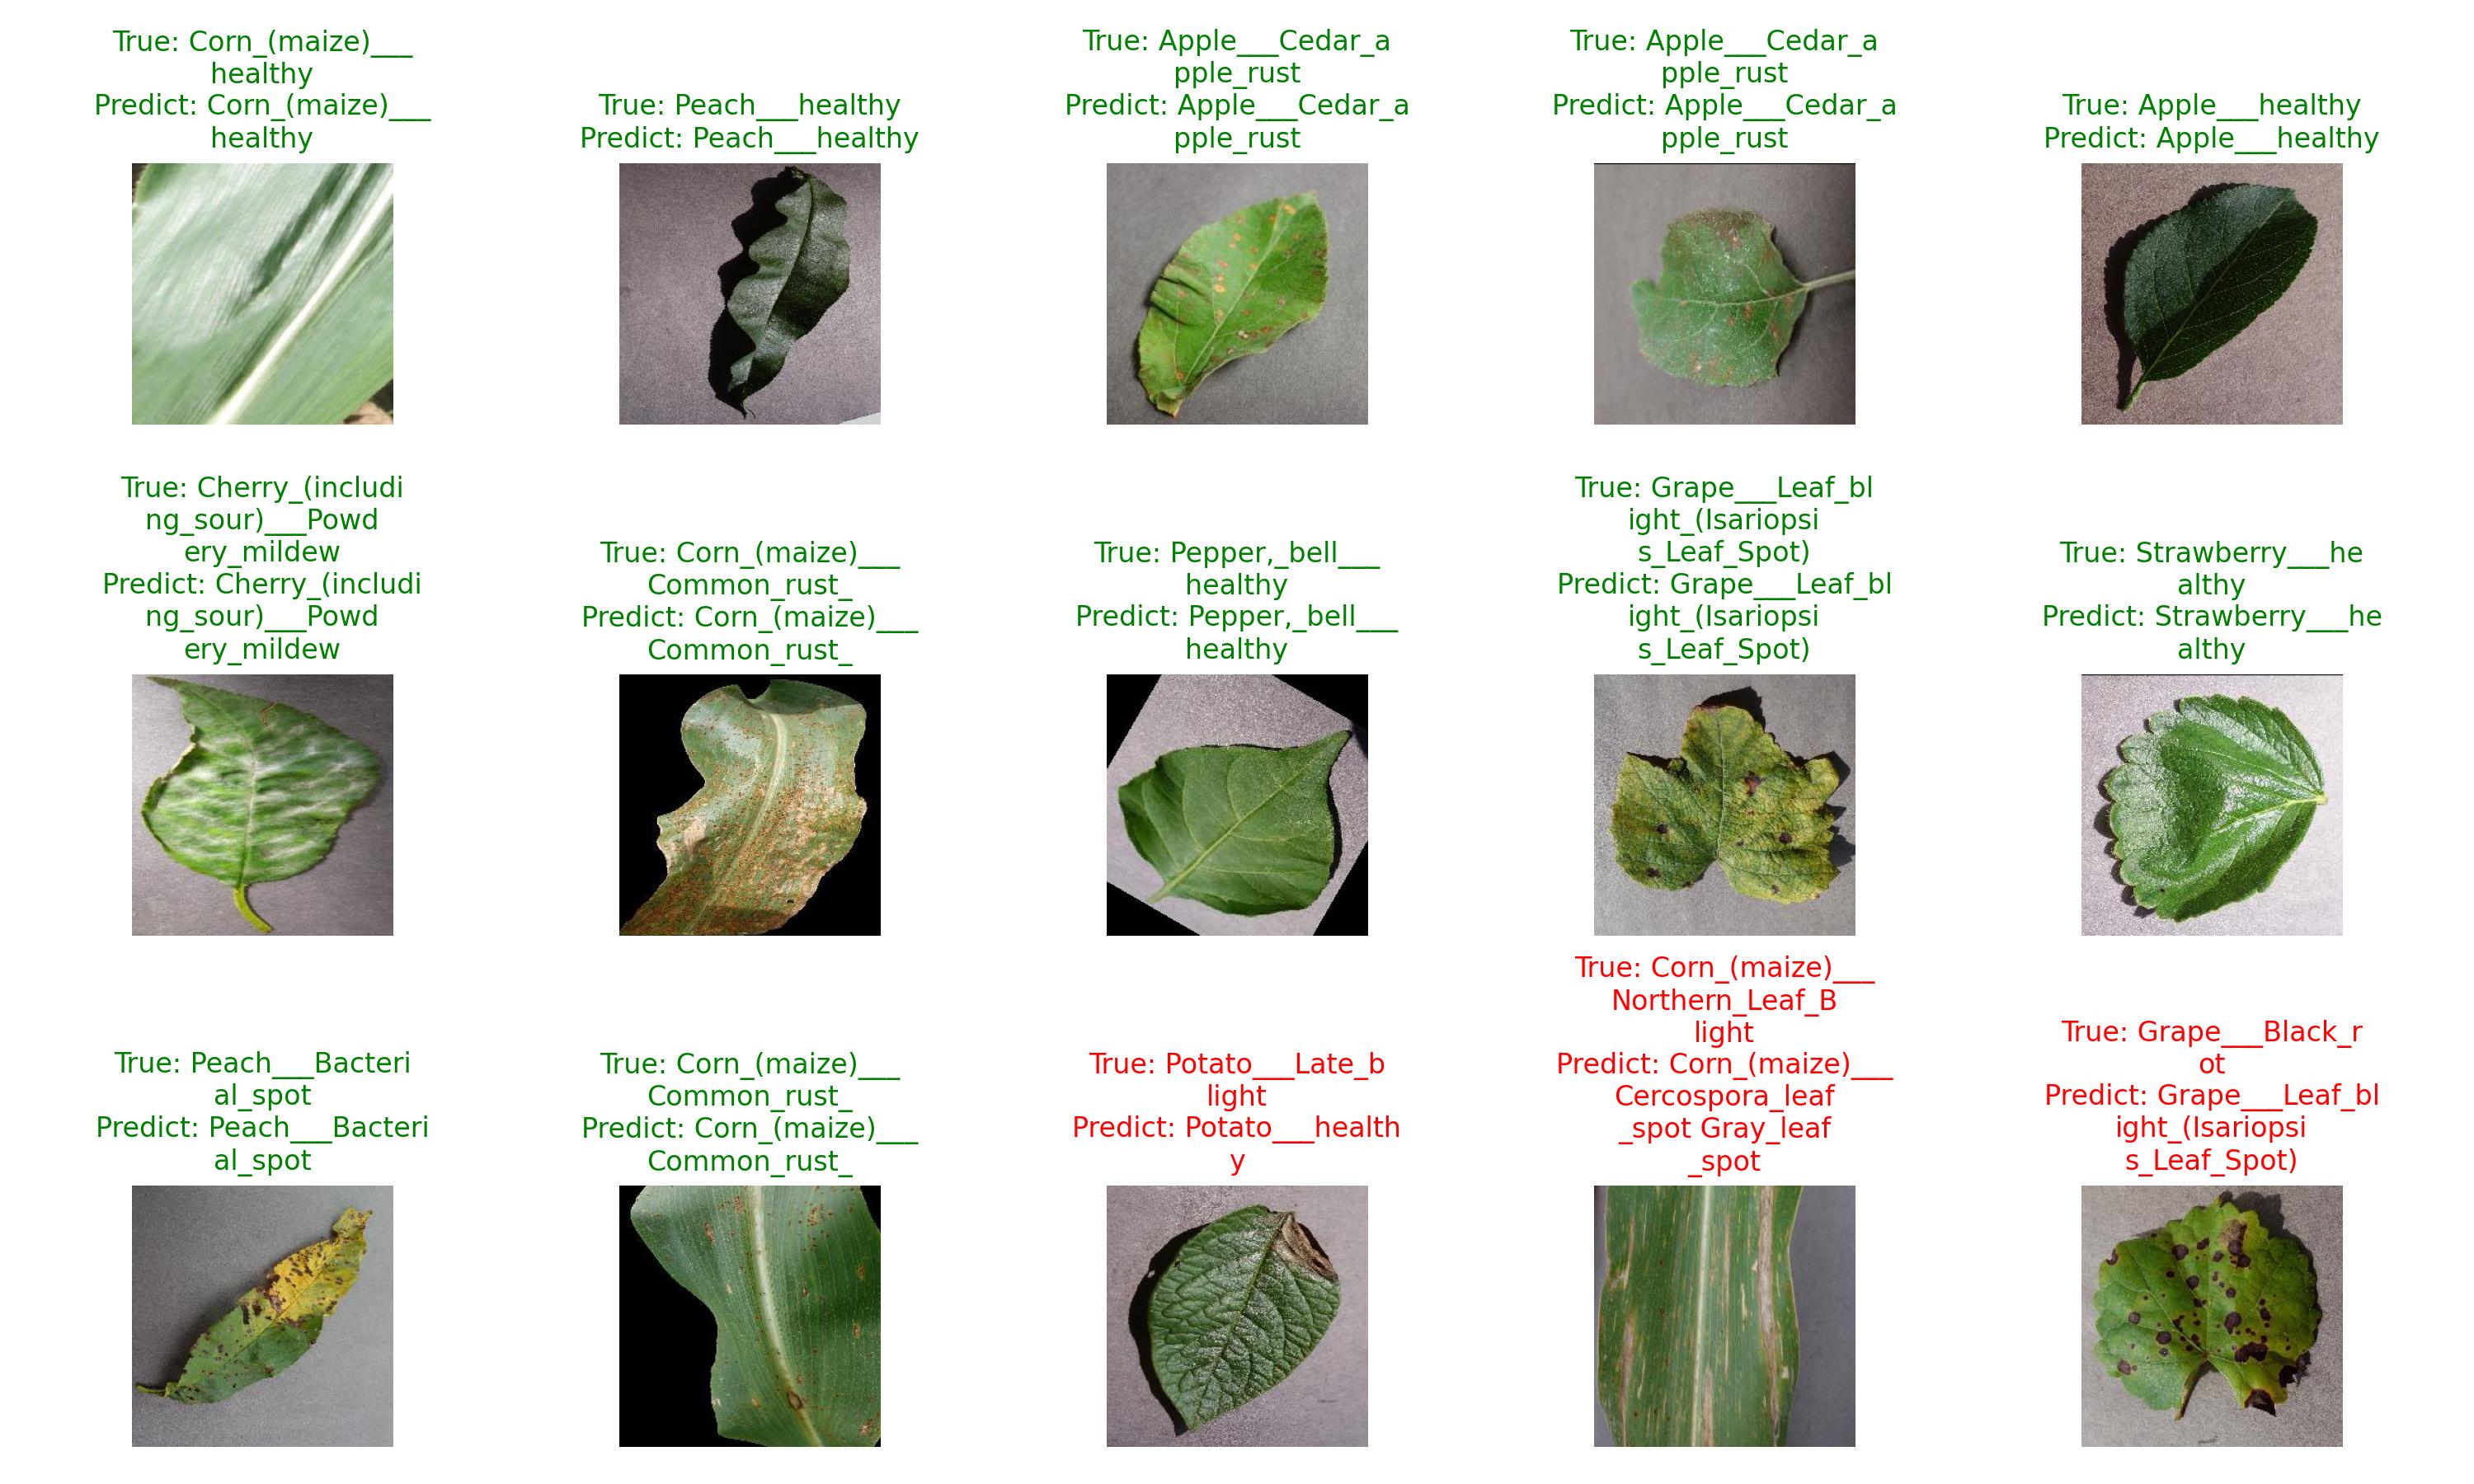 True: Corn_(maize)___
healthy
Predict: Corn_(maize)___
healthy
True: Peach___healthy
Predict: Peach___healthy
True: Apple___Cedar_a
pple_rust
Predict: Apple___Cedar_a
pple_rust
True: Apple___Cedar_a
pple_rust
Predict: Apple___Cedar_a
pple_rust
True: Apple___healthy
Predict: Apple___healthy
True: Cherry_(includi
ng_sour)___Powd
ery_mildew
Predict: Cherry_(includi
ng_sour)___Powd
ery_mildew
True: Corn_(maize)___
Common_rust_
Predict: Corn_(maize)___
Common_rust_
True: Pepper,_bell___
healthy
Predict: Pepper,_bell___
healthy
True: Grape___Leaf_bl
ight_(Isariopsi
s_Leaf_Spot)
Predict: Grape___Leaf_bl
ight_(Isariopsi
s_Leaf_Spot)
True: Strawberry___he
althy
Predict: Strawberry___he
althy
True: Peach___Bacteri
al_spot
Predict: Peach___Bacteri
al_spot
True: Corn_(maize)___
Common_rust_
Predict: Corn_(maize)___
Common_rust_
True: Potato___Late_b
light
Predict: Potato___health
y
True: Corn_(maize)___
Northern_Leaf_B
light
Predict: Corn_(maize)___
Cercospora_leaf
_spot Gray_leaf
_spot
True: Grape___Black_r
ot
Predict: Grape___Leaf_bl
ight_(Isariopsi
s_Leaf_Spot)